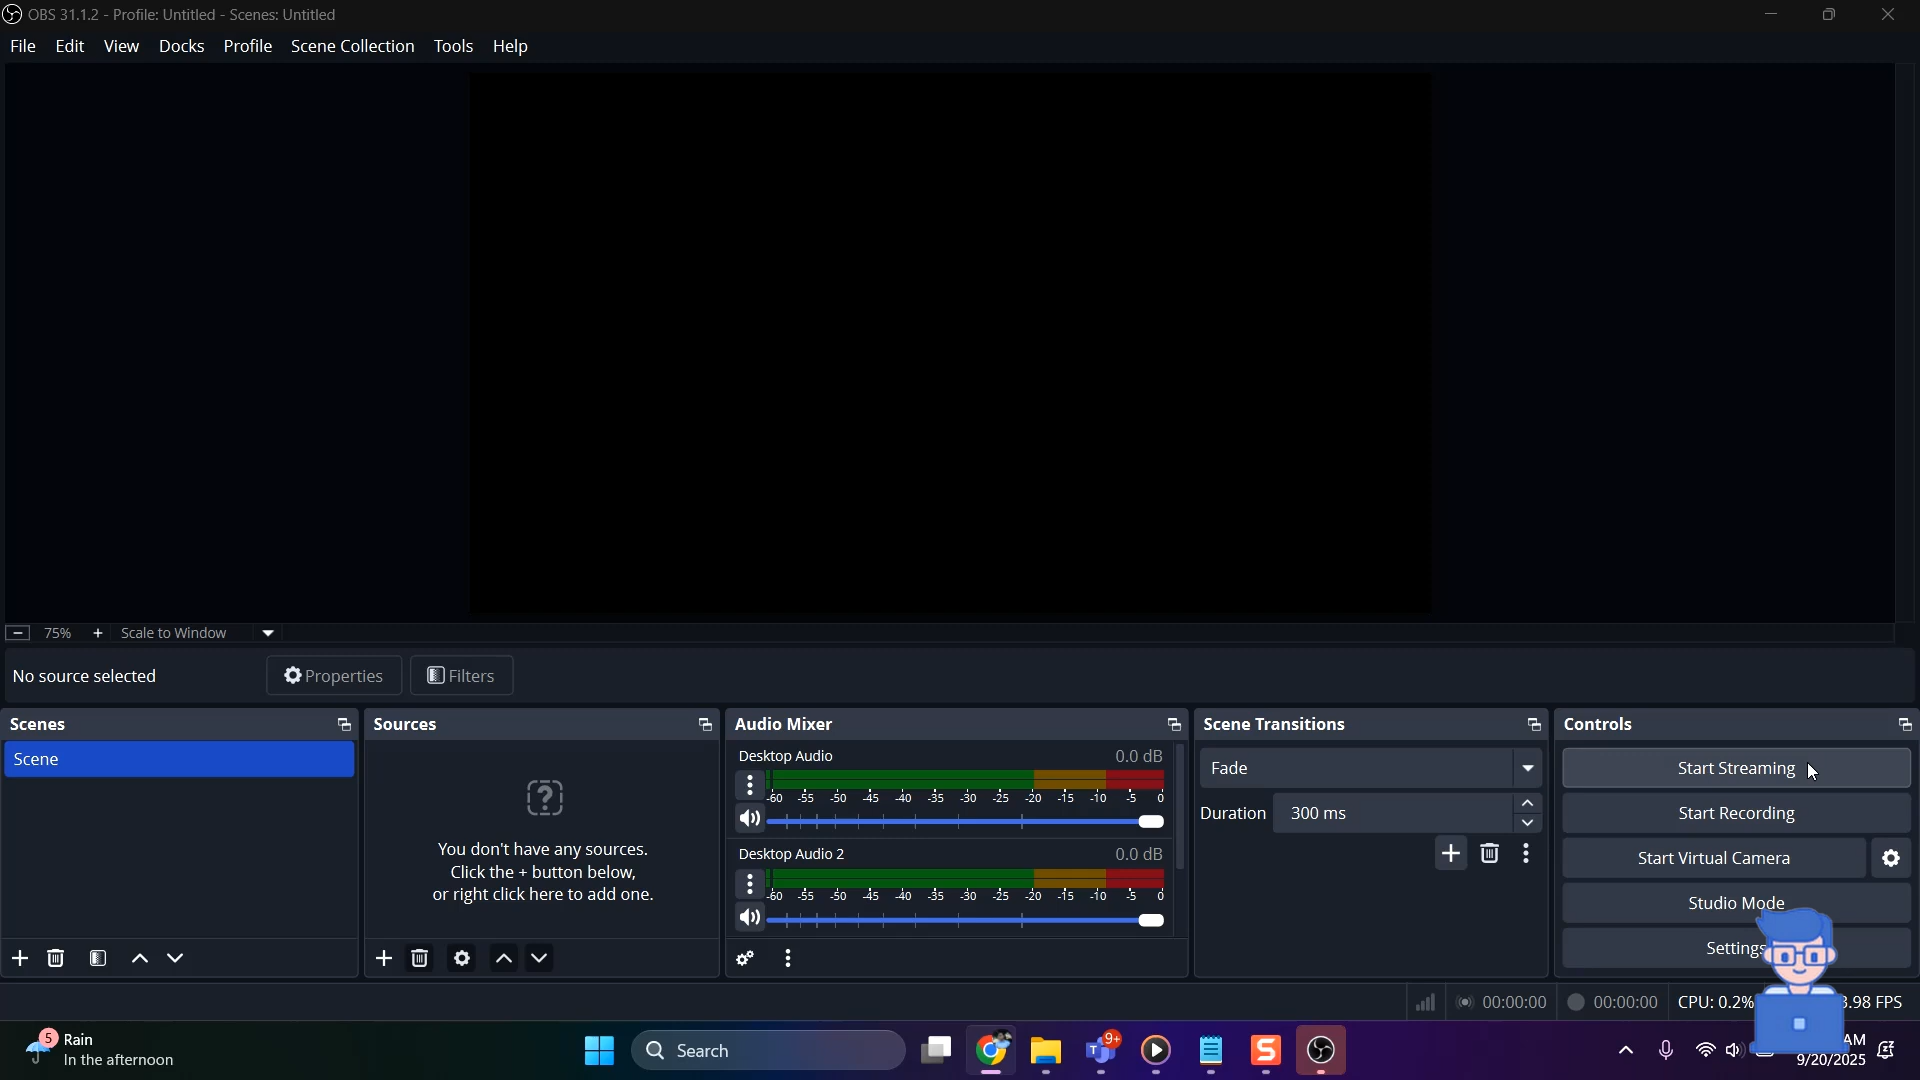 OBS 31.1.2 - Profile: Untitled - Scenes: Untitled
File Edit View Docks Profile Scene Collection Tools Help
75% Scale to Window
No source selected Properties Filters
Scenes
Scene
Sources
You don't have any sources.
Click the + button below,
or right click here to add one.
Audio Mixer
Desktop Audio 0.0 dB
-60 -55 -50 -45 -40 -35 -30 -25 -20 -15 -10 -5 0
Desktop Audio 2 0.0 dB
-60 -55 -50 -45 -40 -35 -30 -25 -20 -15 -10 -5 0
Scene Transitions
Fade
Duration 300 ms
Controls
Start Streaming
Start Recording
Start Virtual Camera
Studio Mode
Settings
00:00:00 00:00:00 CPU: 0.2% 3.98 FPS
5 Rain
In the afternoon
Search
9+
AM
9/20/2025